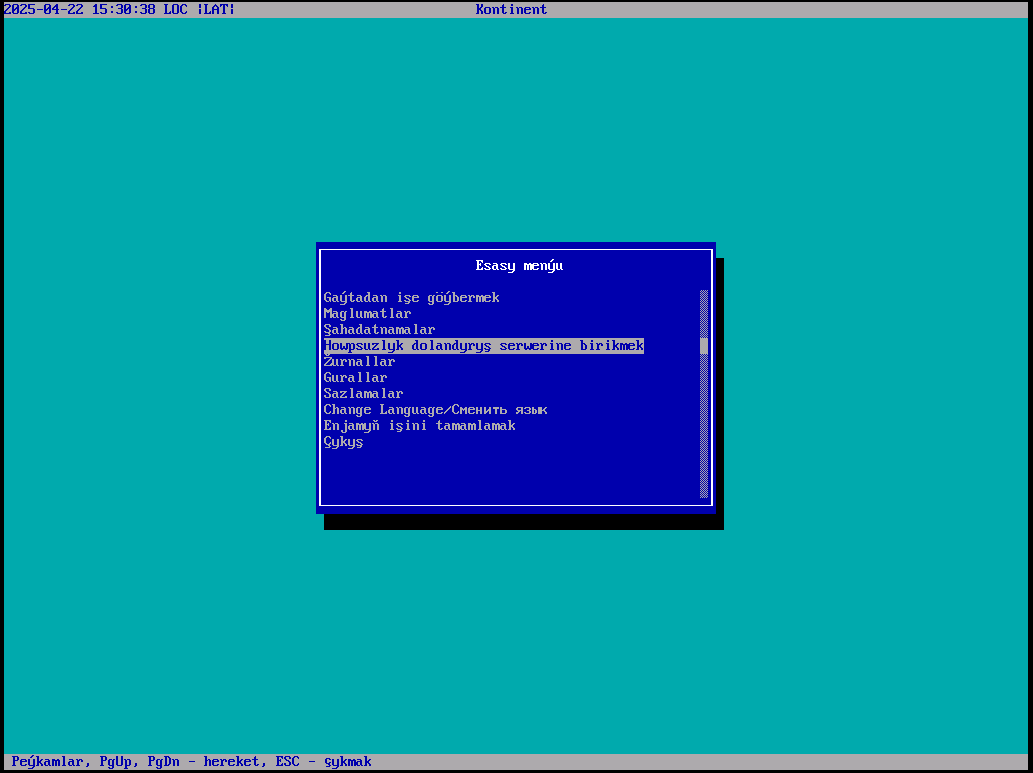 2025-04-22 15:30:38 LOC |LAT| Kontinent
Esasy menýu
Gaýtadan işe göýbermek
Maglumatlar
Şahadatnamalar
Howpsuzlyk dolandyryş serwerine birikmek
Žurnallar
Gurallar
Sazlamalar
Change Language/Сменить язык
Enjamyň işini tamamlamak
Çykyş
Peýkamlar, PgUp, PgDn - hereket, ESC - çykmak